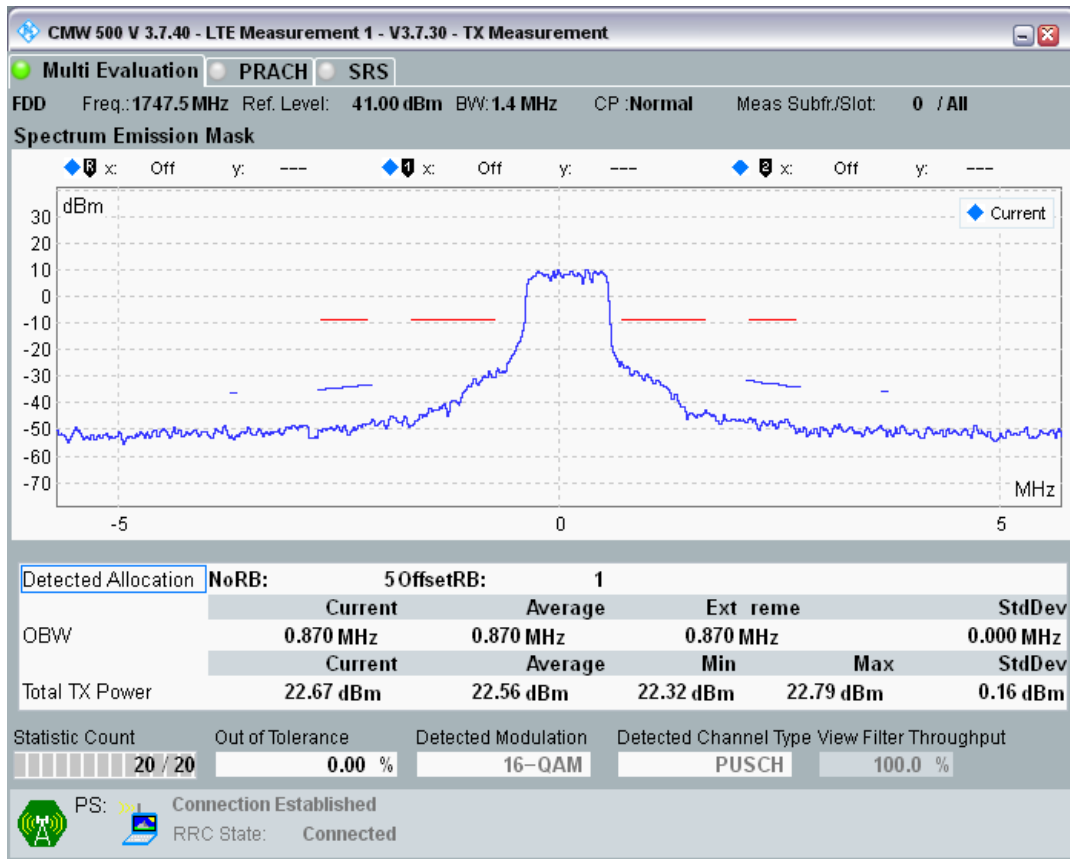 CMW 500 V 3.7.40 - LTE Measurement 1 - V3.7.30 - TX Measurement
Multi Evaluation PRACH SRS
FDD Freq.: 1747.5 MHz Ref. Level: 41.00 dBm BW: 1.4 MHz CP :Normal Meas Subfr./Slot: 0 / All
Spectrum Emission Mask
R x: Off y: --- 1 x: Off y: --- 2 x: Off y: ---
dBm
Current
30
20
10
0
-10
-20
-30
-40
-50
-60
-70
MHz
-5 0 5
Detected Allocation NoRB: 5 OffsetRB: 1
Current Average Ext reme StdDev
OBW 0.870 MHz 0.870 MHz 0.870 MHz 0.000 MHz
Current Average Min Max StdDev
Total TX Power 22.67 dBm 22.56 dBm 22.32 dBm 22.79 dBm 0.16 dBm
Statistic Count Out of Tolerance Detected Modulation Detected Channel Type View Filter Throughput
20 / 20 0.00 % 16-QAM PUSCH 100.0 %
PS: Connection Established
RRC State: Connected